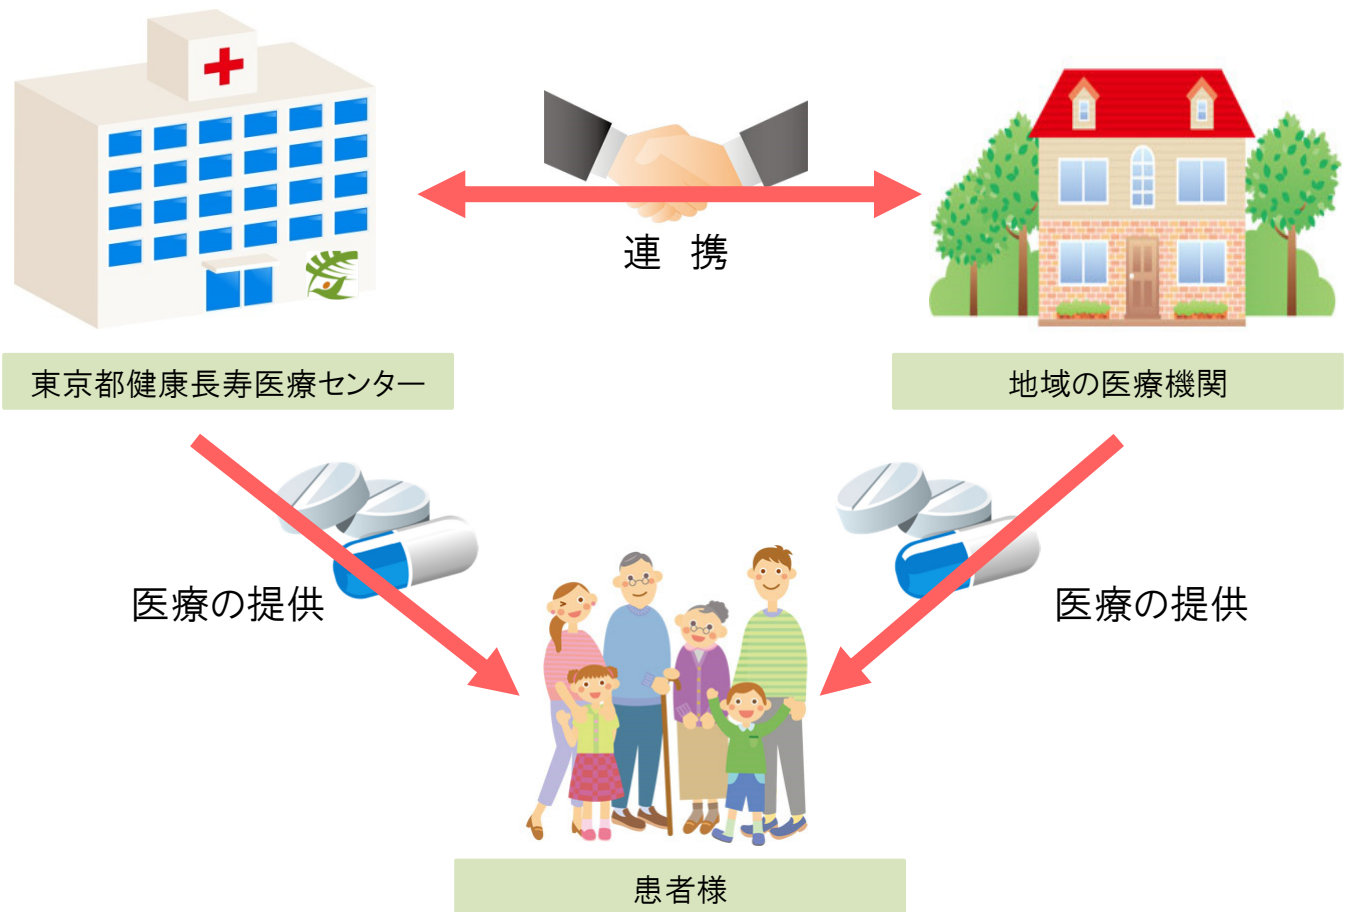 連 携
東京都健康長寿医療センター
地域の医療機関
医療の提供
医療の提供
患者様